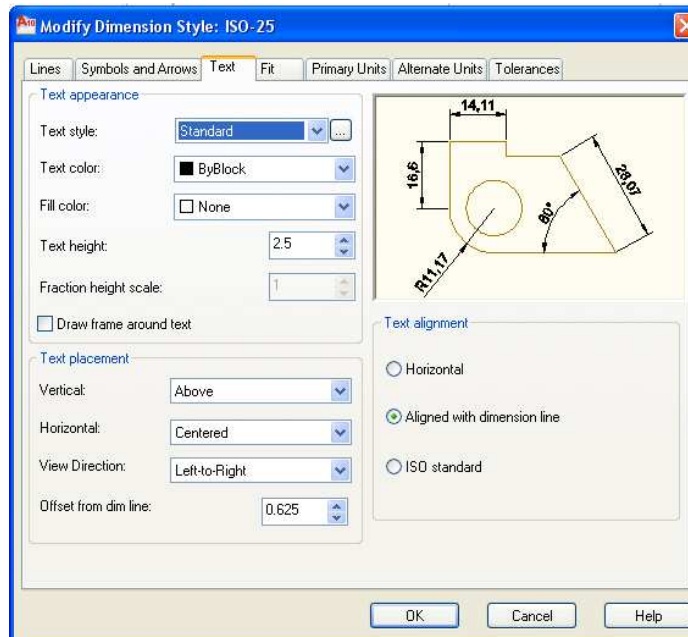 Modify Dimension Style: ISO-25
Lines Symbols and Arrows Text Fit Primary Units Alternate Units Tolerances
Text appearance
Text style: Standard ...
Text color: ByBlock
Fill color: None
Text height: 2.5
Fraction height scale: 1
Draw frame around text
Text placement
Vertical: Above
Horizontal: Centered
View Direction: Left-to-Right
Offset from dim line: 0.625
14,11
16,6
28,07
60°
R11,17
Text alignment
Horizontal
Aligned with dimension line
ISO standard
OK Cancel Help